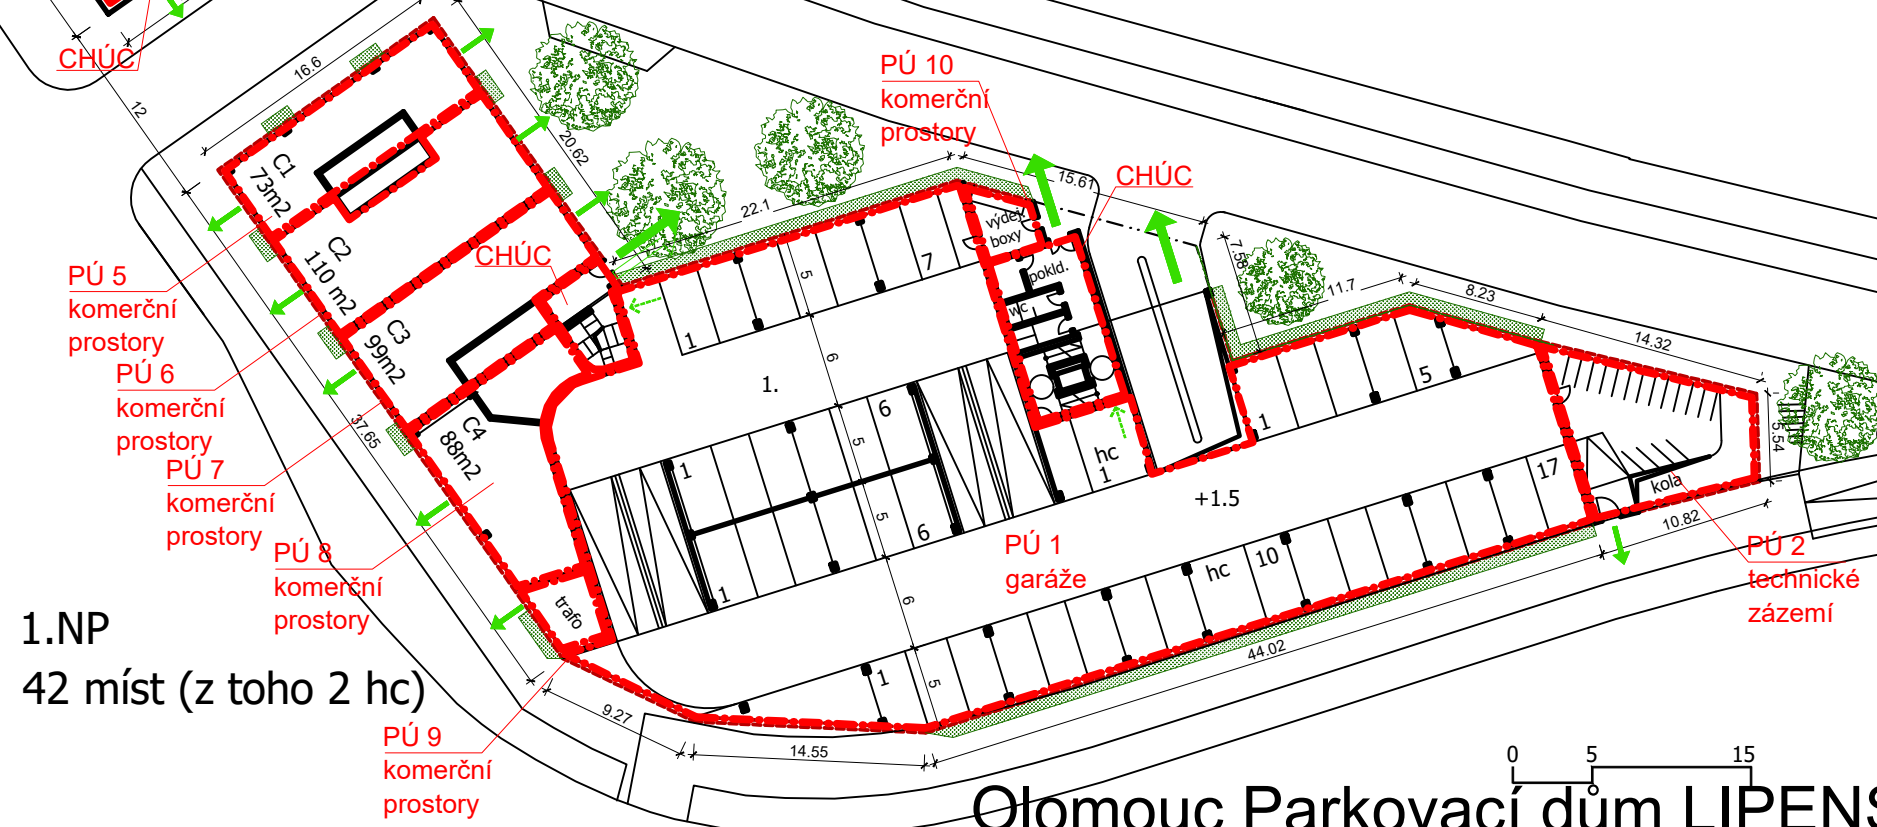 CHÚC
16.6
12
20.62
C1
73m2
C2
110 m2
C3
99m2
C4
88m2
trafo
37.65
CHÚC
PÚ 5
komerční
prostory
PÚ 6
komerční
prostory
PÚ 7
komerční
prostory
PÚ 8
komerční
prostory
PÚ 9
komerční
prostory
PÚ 10
komerční
prostory
CHÚC
15.61
22.1
7.58
11.7
8.23
14.32
5.54
10.82
44.02
14.55
9.27
výdej.
boxy
pokld.
wc
5
7
1
6
1.
6
1
5
5
6
1
hc
1
+1.5
1
5
17
kola
PÚ 1
garáže
hc
10
6
5
1
PÚ 2
technické
zázemí
1.NP
42 míst (z toho 2 hc)
0
5
15
Olomouc Parkovací dům LIPENS